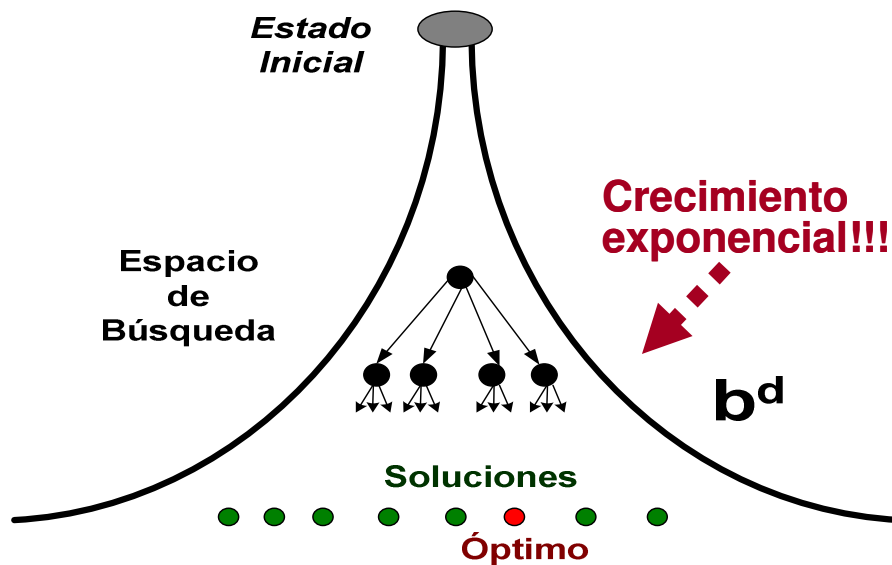 Estado
Inicial
Crecimiento
exponencial!!!
Espacio
de
Búsqueda
b^d
Soluciones
Óptimo